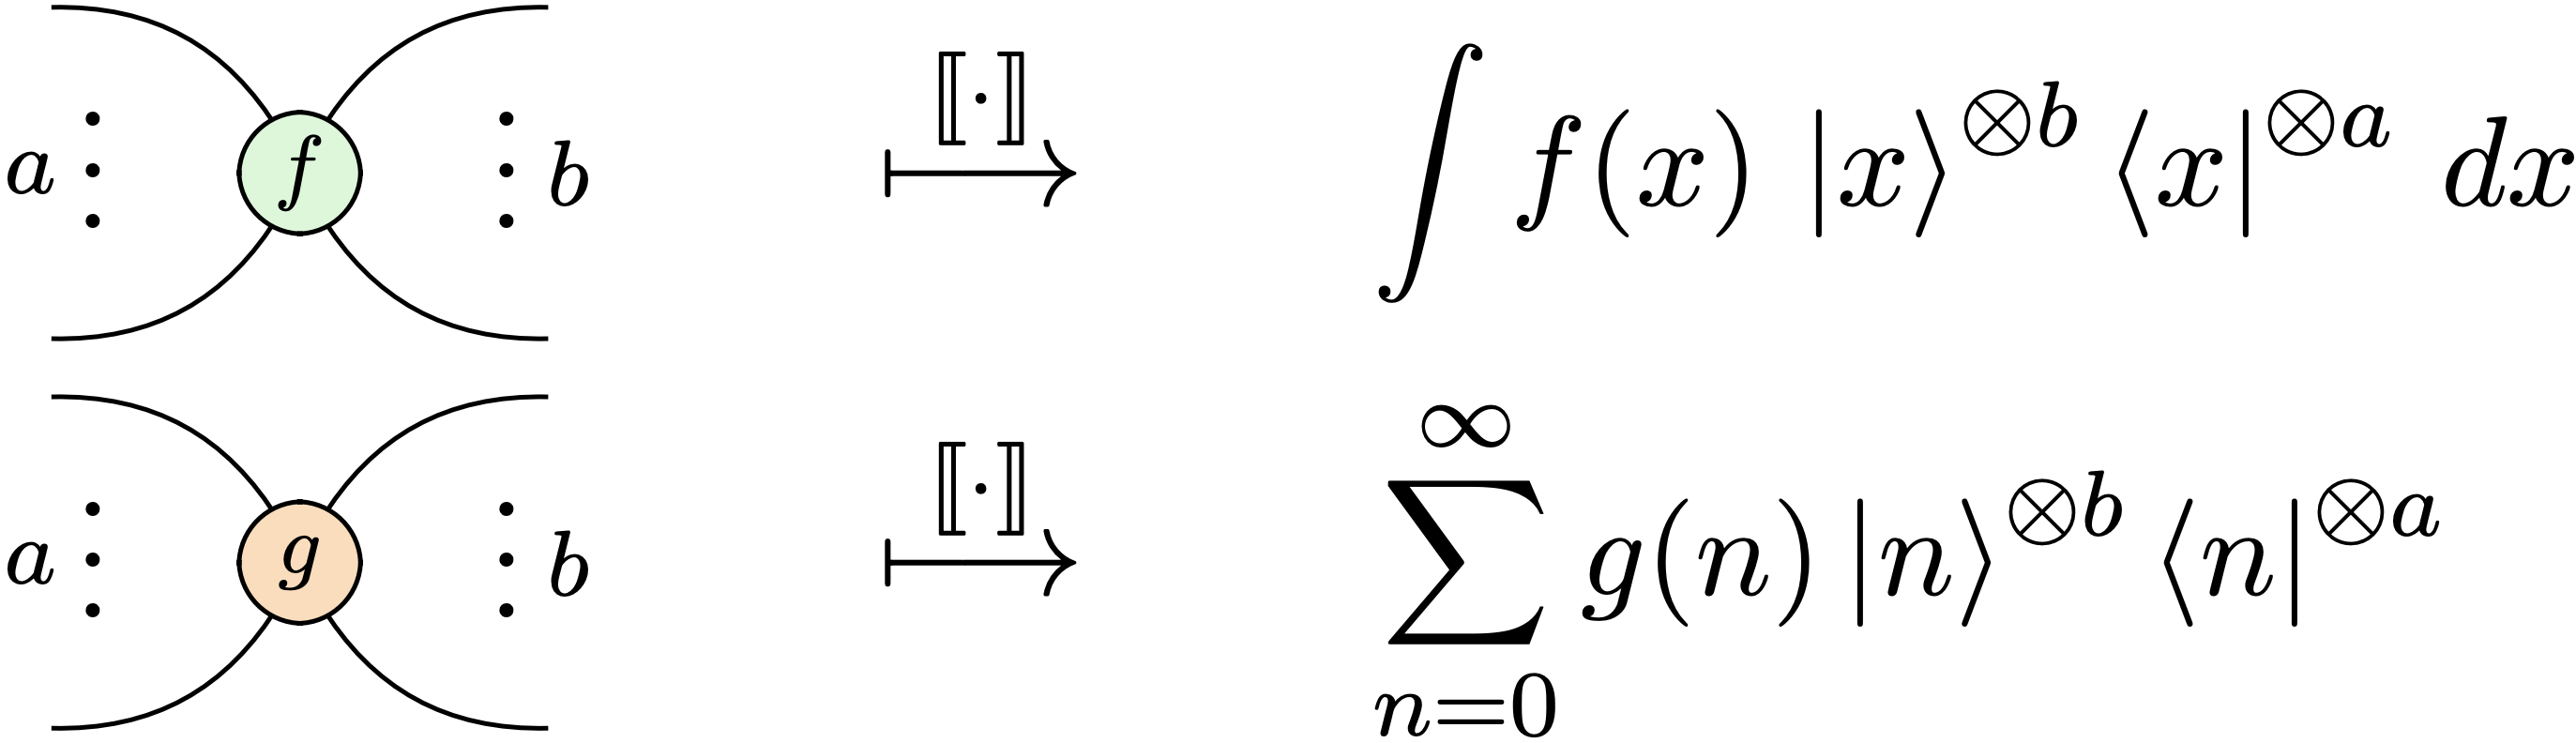 a ⋮ f ⋮ b ⟦·⟧ ⟼ ∫ f(x) |x⟩^{⊗b} ⟨x|^{⊗a} dx
a ⋮ g ⋮ b ⟦·⟧ ⟼ ∑_{n=0}^{∞} g(n) |n⟩^{⊗b} ⟨n|^{⊗a}